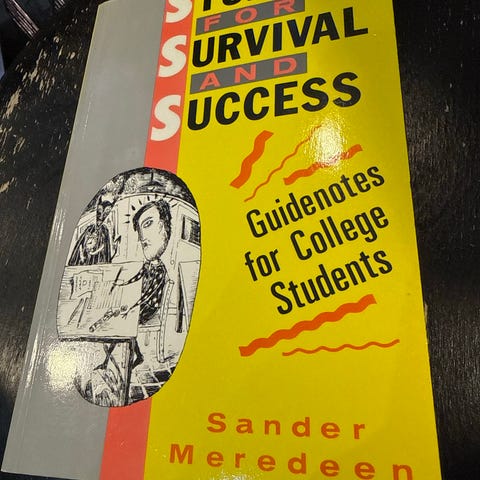 FOR
SURVIVAL
AND
SUCCESS
Guidenotes
for College
Students
Sander
Meredeen